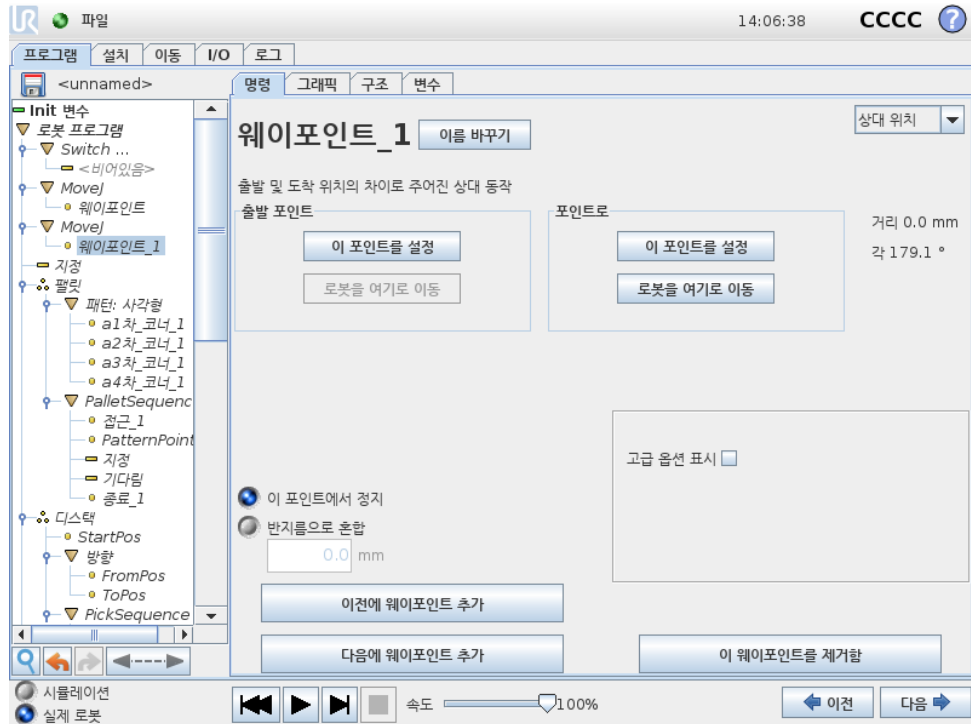 UR 파일 14:06:38 CCCC ?
프로그램 설치 이동 I/O 로그
<unnamed>
명령 그래픽 구조 변수
Init 변수
로봇 프로그램
Switch ...
<비어있음>
MoveJ
웨이포인트
MoveJ
웨이포인트_1
지정
팰릿
패턴: 사각형
a1차_코너_1
a2차_코너_1
a3차_코너_1
a4차_코너_1
PalletSequenc
접근_1
PatternPoint
지정
기다림
종료_1
디스택
StartPos
방향
FromPos
ToPos
PickSequence
웨이포인트_1 이름 바꾸기 상대 위치
출발 및 도착 위치의 차이로 주어진 상대 동작
출발 포인트
이 포인트를 설정
로봇을 여기로 이동
포인트로
이 포인트를 설정
로봇을 여기로 이동
거리 0.0 mm
각 179.1 °
고급 옵션 표시
이 포인트에서 정지
반지름으로 혼합
0.0 mm
이전에 웨이포인트 추가
다음에 웨이포인트 추가 이 웨이포인트를 제거함
시뮬레이션
실제 로봇
속도 100% 이전 다음